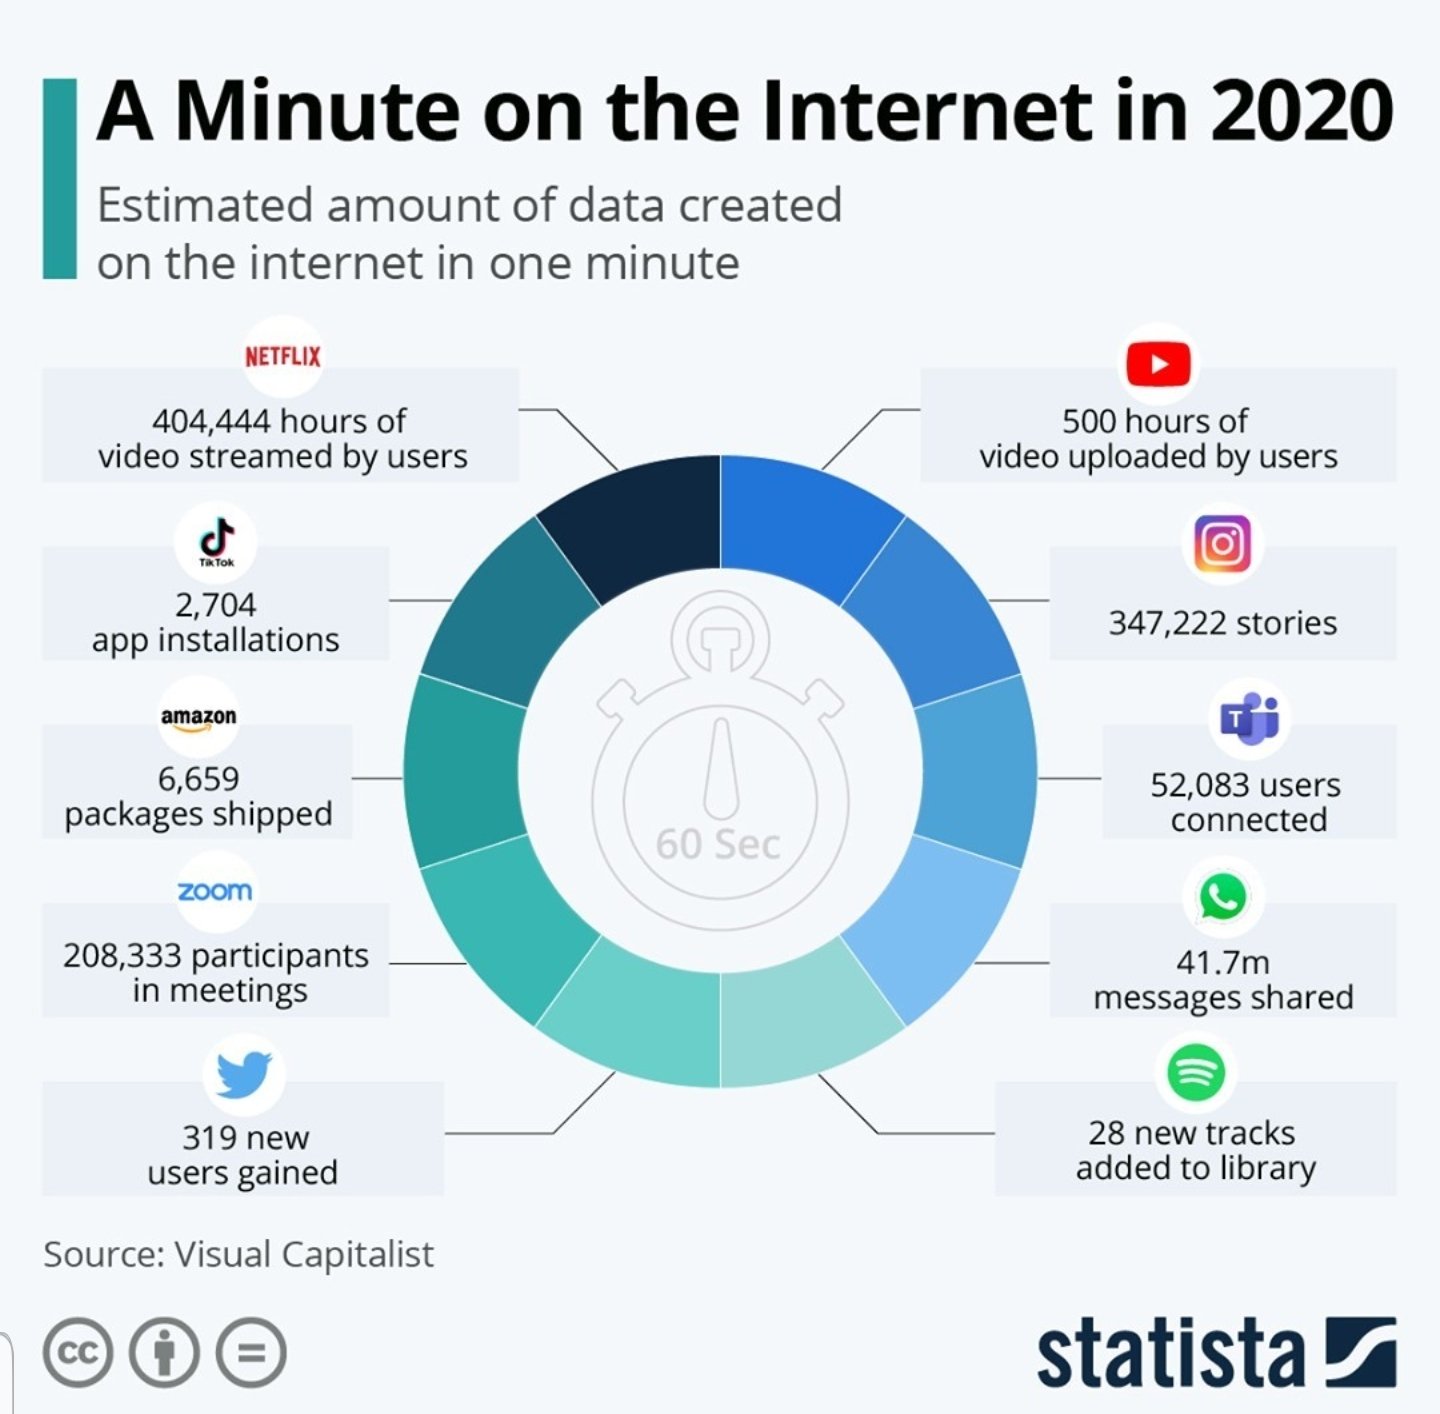 A Minute on the Internet in 2020
Estimated amount of data created
on the internet in one minute
NETFLIX
404,444 hours of
video streamed by users
500 hours of
video uploaded by users
TikTok
2,704
app installations
347,222 stories
amazon
6,659
packages shipped
T
52,083 users
connected
zoom
208,333 participants
in meetings
41.7m
messages shared
319 new
users gained
28 new tracks
added to library
60 Sec
Source: Visual Capitalist
cc
statista